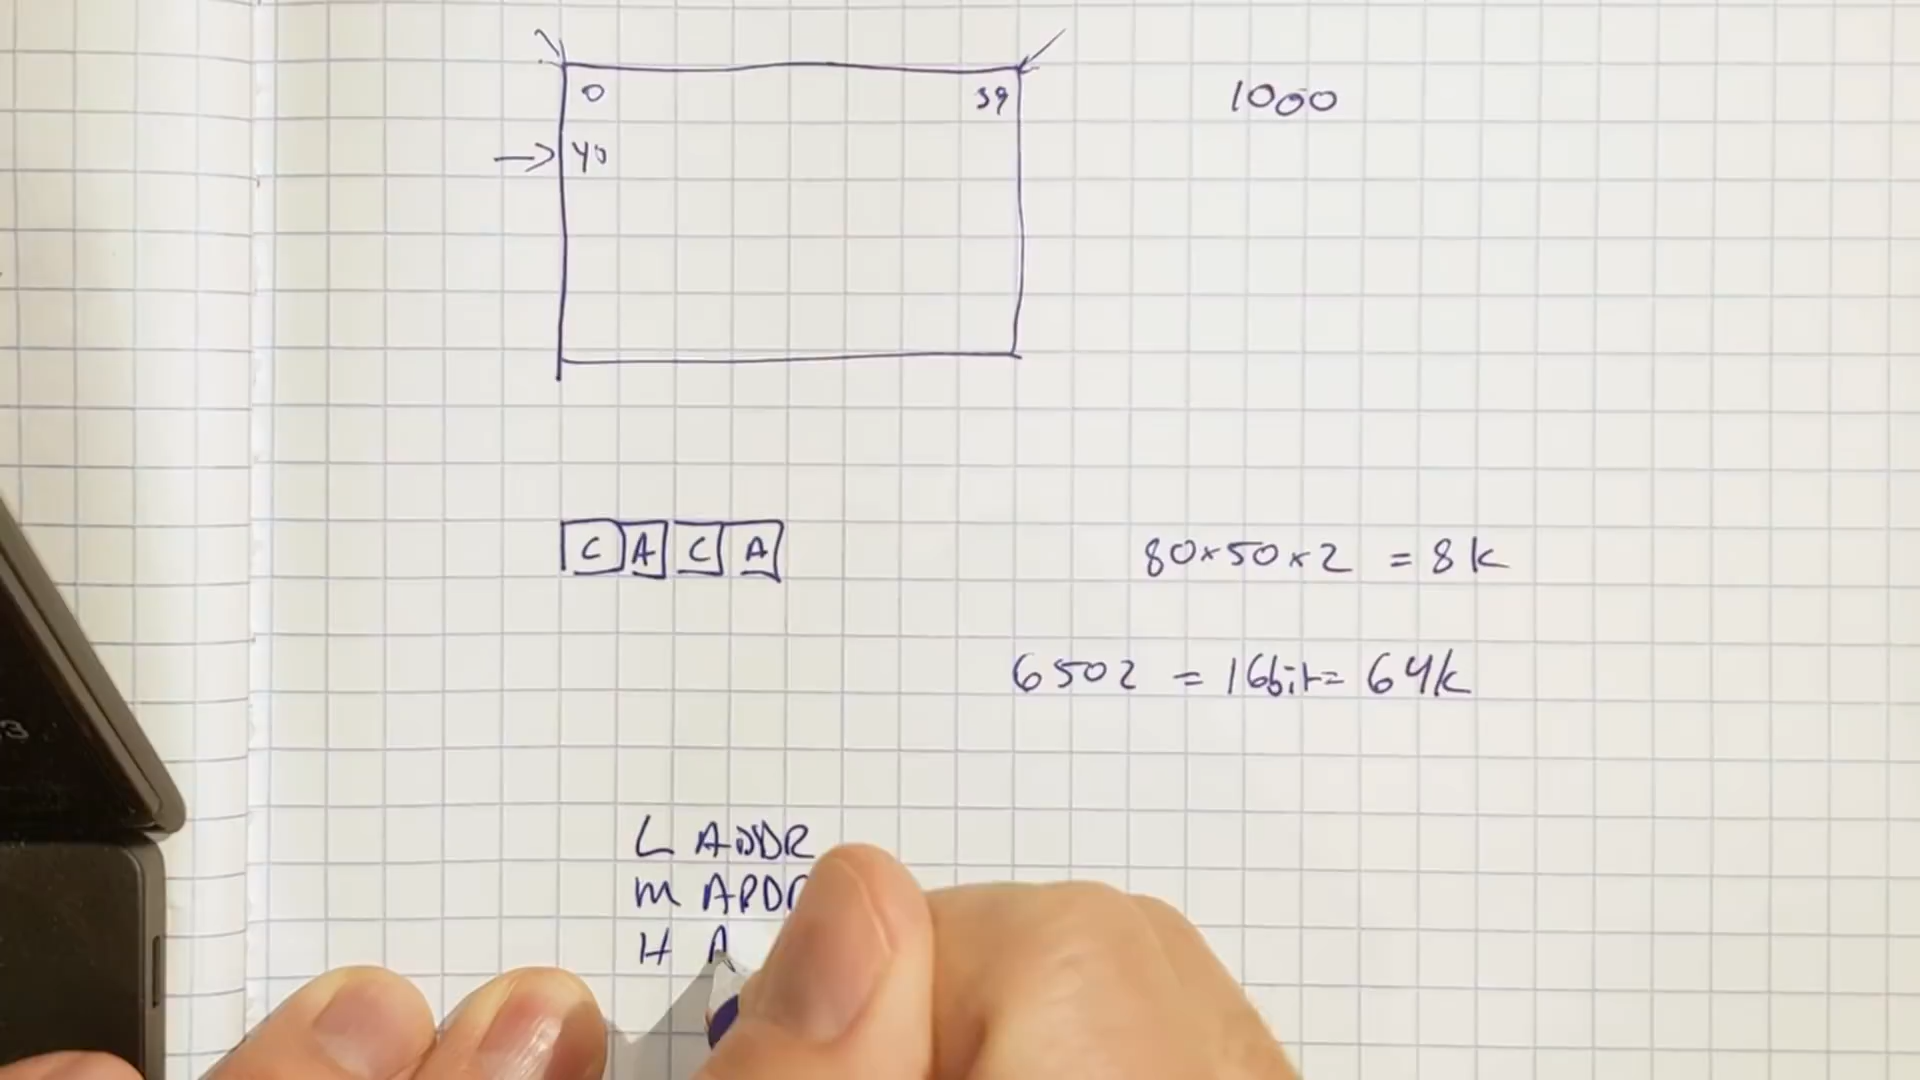 0 39 1000
40
C A C A
80×50×2 = 8k
6502 = 16bit= 64k
L ADDR
M ADDR
H A